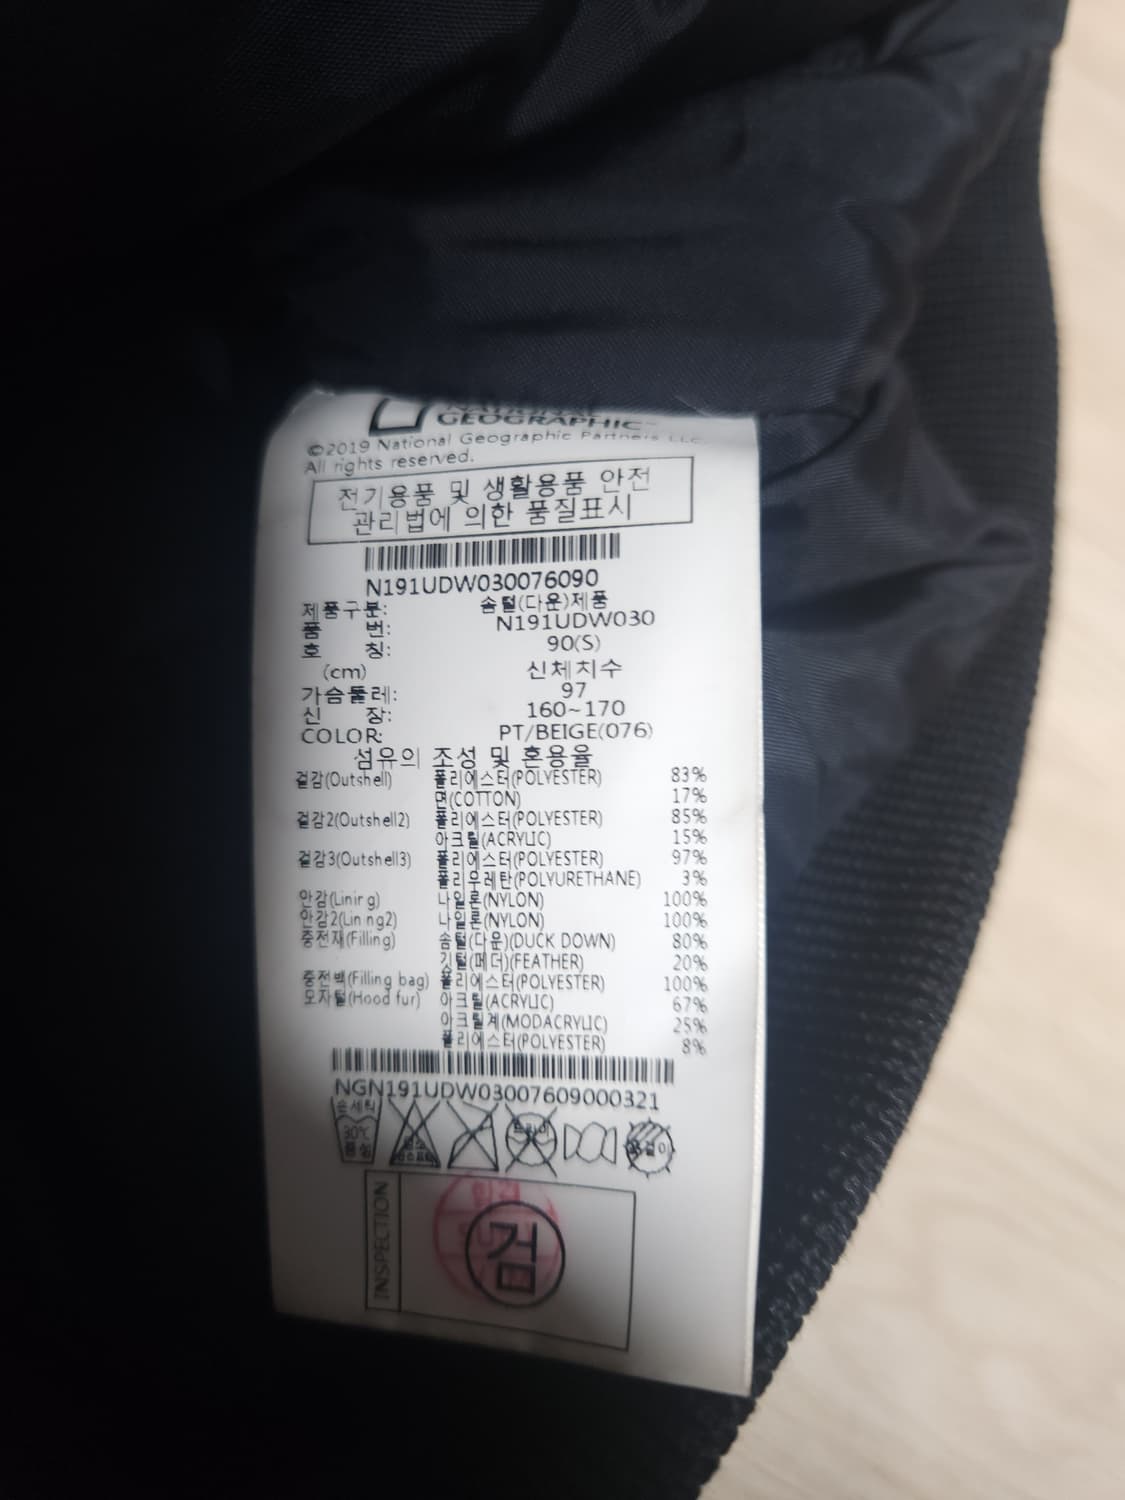 NATIONAL
GEOGRAPHIC™
©2019 National Geographic Partners LLC.
All rights reserved.
전기용품 및 생활용품 안전
관리법에 의한 품질표시
N191UDW030076090
제품구분: 솜털(다운)제품
품 번: N191UDW030
호 칭: 90(S)
(cm) 신체치수
가슴둘레: 97
신 장: 160~170
COLOR: PT/BEIGE(076)
섬유의 조성 및 혼용율
겉감(Outshell) 폴리에스터(POLYESTER) 83%
면(COTTON) 17%
겉감2(Outshell2) 폴리에스터(POLYESTER) 85%
아크릴(ACRYLIC) 15%
겉감3(Outshell3) 폴리에스터(POLYESTER) 97%
폴리우레탄(POLYURETHANE) 3%
안감(Lining) 나일론(NYLON) 100%
안감2(Lining2) 나일론(NYLON) 100%
충전재(Filling) 솜털(다운)(DUCK DOWN) 80%
깃털(페더)(FEATHER) 20%
충전백(Filling bag) 폴리에스터(POLYESTER) 100%
모자털(Hood fur) 아크릴(ACRYLIC) 67%
아크릴계(MODACRYLIC) 25%
폴리에스터(POLYESTER) 8%
NGN191UDW03007609000321
손세탁
30℃
중성
드라이
옷걸이
INSPECTION
검